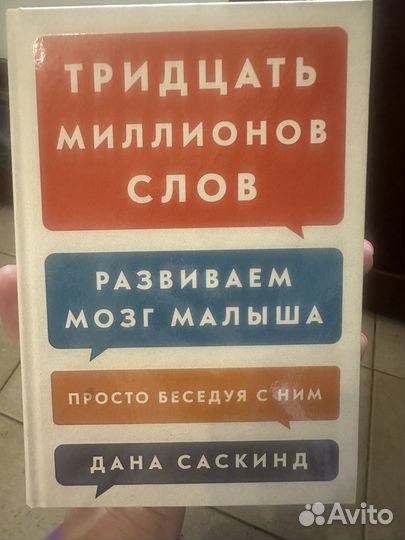 ТРИДЦАТЬ
МИЛЛИОНОВ
СЛОВ
РАЗВИВАЕМ
МОЗГ МАЛЫША
ПРОСТО БЕСЕДУЯ С НИМ
ДАНА САСКИНД
Avito